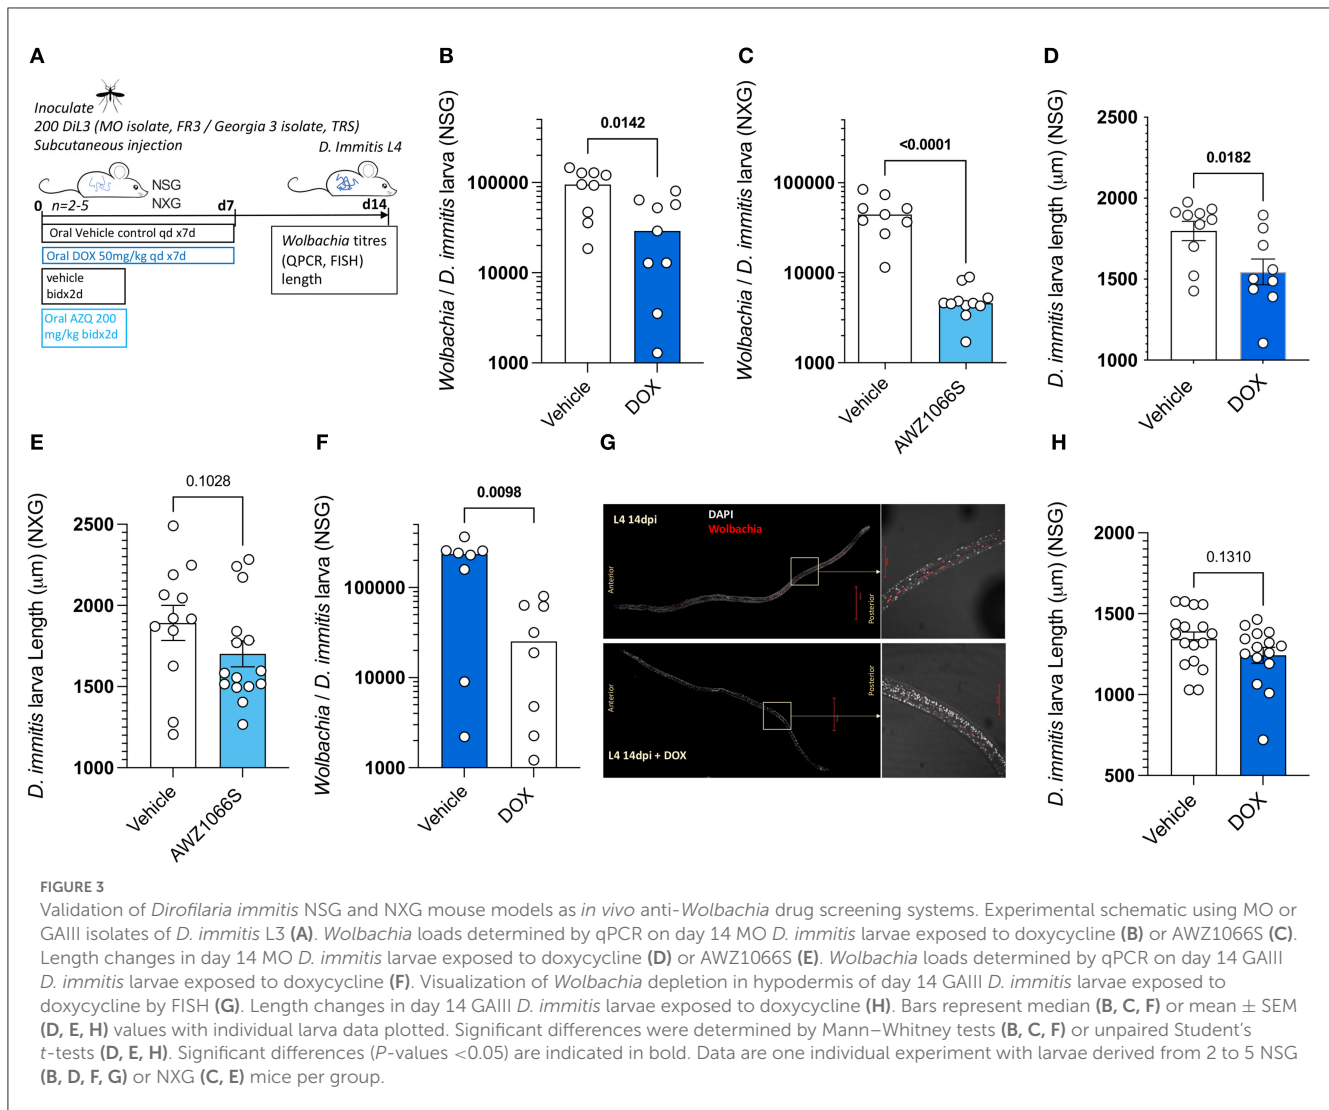 A
Inoculate
200 DiL3 (MO isolate, FR3 / Georgia 3 isolate, TRS)
Subcutaneous injection
D. Immitis L4
NSG
NXG
0
n=2-5
d7
d14
Oral Vehicle control qd x7d
Oral DOX 50mg/kg qd x7d
vehicle
bidx2d
Oral AZQ 200
mg/kg bidx2d
Wolbachia titres
(QPCR, FISH)
length
B
Wolbachia / D. immitis larva (NSG)
0.0142
100000
10000
1000
Vehicle
DOX
C
Wolbachia / D. immitis larva (NXG)
<0.0001
100000
10000
1000
Vehicle
AWZ1066S
D
D. immitis larva length (μm) (NSG)
0.0182
2500
2000
1500
1000
Vehicle
DOX
E
D. immitis larva Length (μm) (NXG)
0.1028
2500
2000
1500
1000
Vehicle
AWZ1066S
F
Wolbachia / D. immitis larva (NSG)
0.0098
100000
10000
1000
Vehicle
DOX
G
L4 14dpi
DAPI
Wolbachia
Anterior
Posterior
Anterior
Posterior
L4 14dpi + DOX
H
D. immitis larva Length (μm) (NSG)
0.1310
2000
1500
1000
500
Vehicle
DOX
FIGURE 3
Validation of Dirofilaria immitis NSG and NXG mouse models as in vivo anti-Wolbachia drug screening systems. Experimental schematic using MO or
GAIII isolates of D. immitis L3 (A). Wolbachia loads determined by qPCR on day 14 MO D. immitis larvae exposed to doxycycline (B) or AWZ1066S (C).
Length changes in day 14 MO D. immitis larvae exposed to doxycycline (D) or AWZ1066S (E). Wolbachia loads determined by qPCR on day 14 GAIII
D. immitis larvae exposed to doxycycline (F). Visualization of Wolbachia depletion in hypodermis of day 14 GAIII D. immitis larvae exposed to
doxycycline by FISH (G). Length changes in day 14 GAIII D. immitis larvae exposed to doxycycline (H). Bars represent median (B, C, F) or mean ± SEM
(D, E, H) values with individual larva data plotted. Significant differences were determined by Mann–Whitney tests (B, C, F) or unpaired Student's
t-tests (D, E, H). Significant differences (P-values <0.05) are indicated in bold. Data are one individual experiment with larvae derived from 2 to 5 NSG
(B, D, F, G) or NXG (C, E) mice per group.